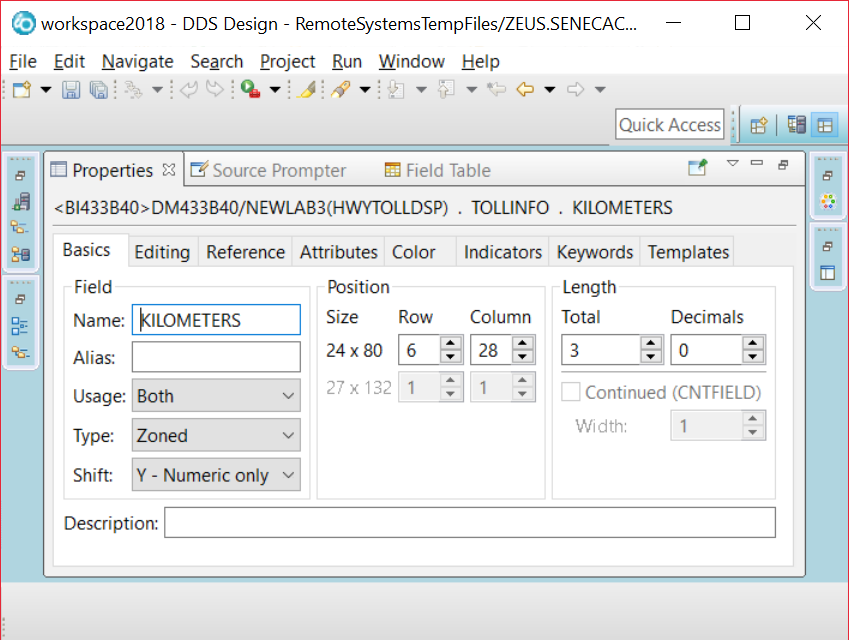 workspace2018 - DDS Design - RemoteSystemsTempFiles/ZEUS.SENECAC...
File Edit Navigate Search Project Run Window Help
Quick Access
Properties Source Prompter Field Table
<BI433B40>DM433B40/NEWLAB3(HWYTOLLDSP) . TOLLINFO . KILOMETERS
Basics Editing Reference Attributes Color Indicators Keywords Templates
Field Position Length
Name: KILOMETERS Size Row Column Total Decimals
Alias: 24 x 80 6 28 3 0
Usage: Both 27 x 132 1 1 Continued (CNTFIELD)
Type: Zoned Width: 1
Shift: Y - Numeric only
Description: